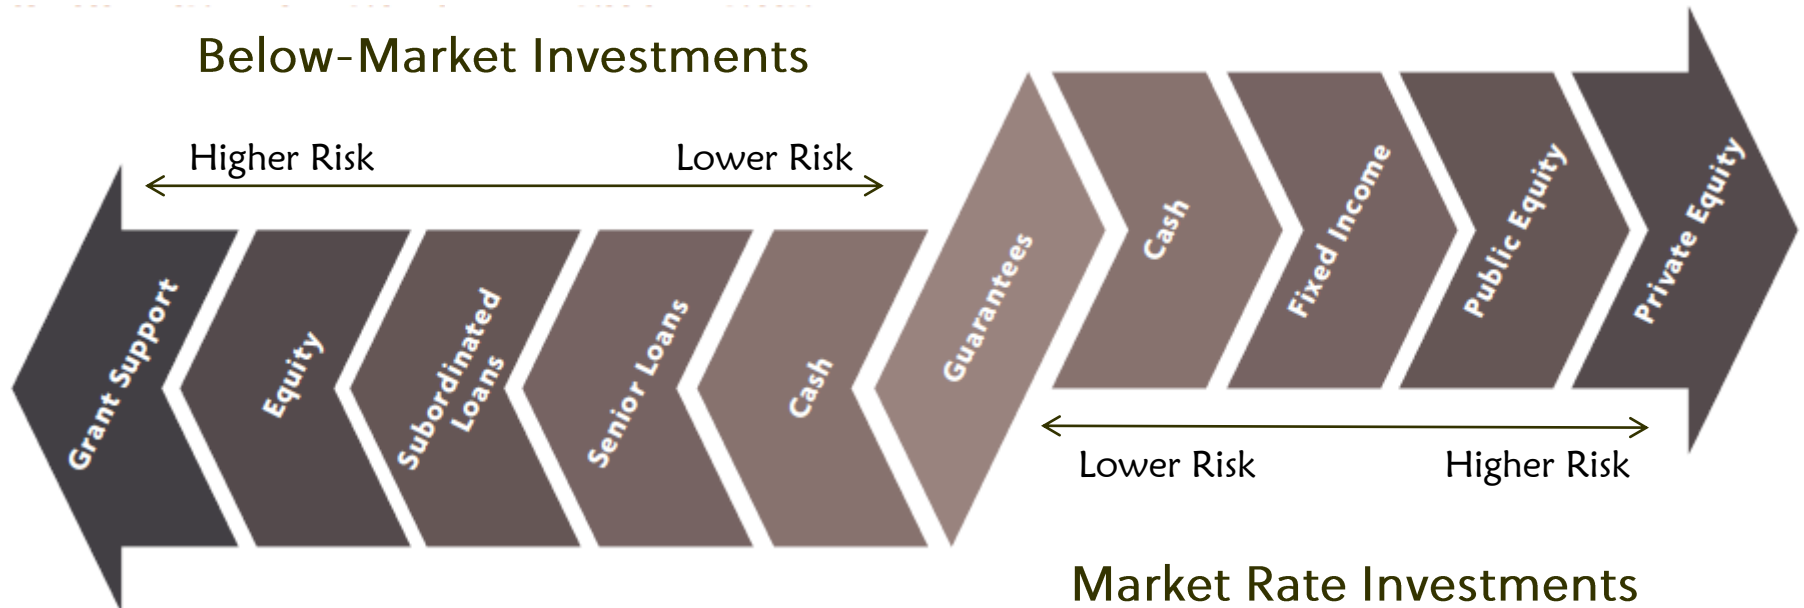 Below-Market Investments
Higher Risk
Lower Risk
Grant Support
Equity
Subordinated
Loans
Senior Loans
Cash
Guarantees
Cash
Fixed Income
Public Equity
Private Equity
Lower Risk
Higher Risk
Market Rate Investments